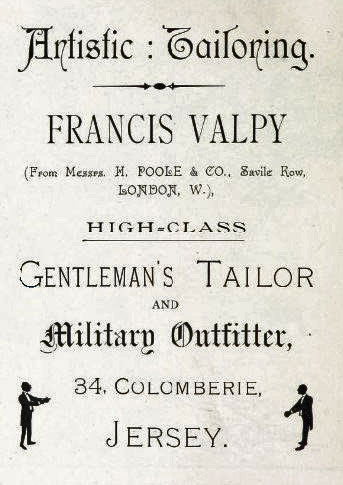 Artistic : Tailoring.
FRANCIS VALPY
(From Messrs. H. POOLE & CO., Savile Row,
LONDON, W.),
HIGH-CLASS
GENTLEMAN'S TAILOR
AND
Military Outfitter,
34, COLOMBERIE,
JERSEY.